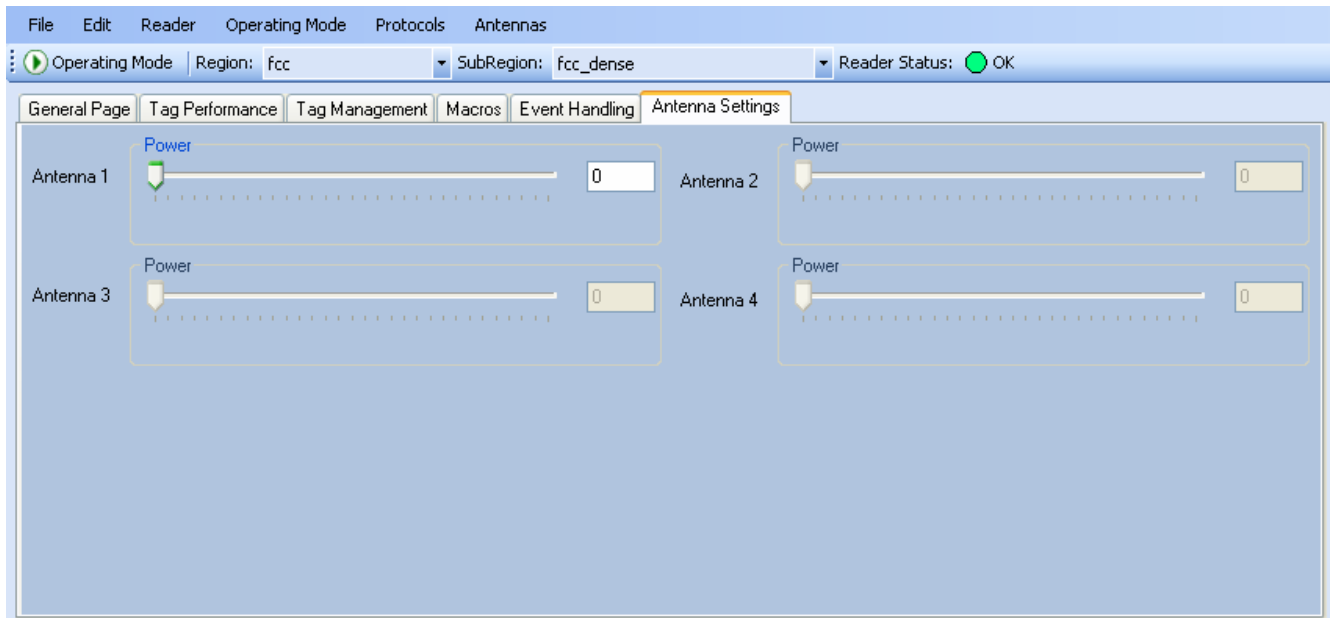 File Edit Reader Operating Mode Protocols Antennas
Operating Mode Region: fcc SubRegion: fcc_dense Reader Status: OK
General Page Tag Performance Tag Management Macros Event Handling Antenna Settings
Power Power
Antenna 1 0 Antenna 2 0
Power Power
Antenna 3 0 Antenna 4 0